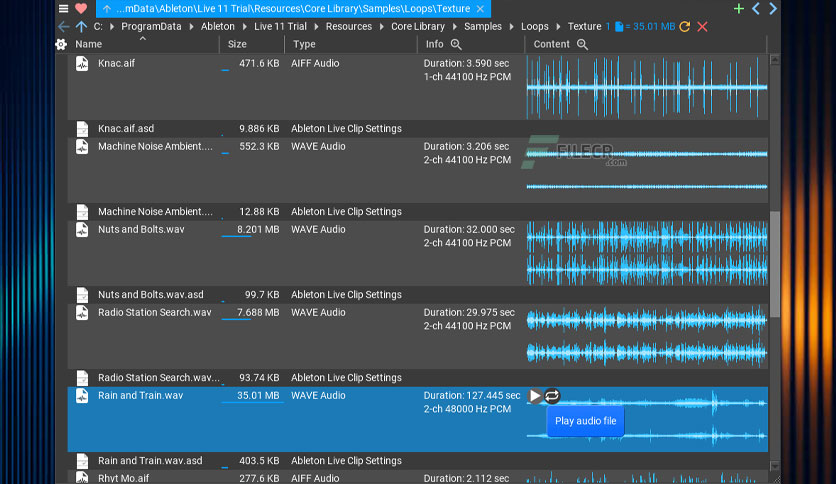 ...mData\Ableton\Live 11 Trial\Resources\Core Library\Samples\Loops\Texture
C: ProgramData Ableton Live 11 Trial Resources Core Library Samples Loops Texture 1 = 35.01 MB
Name Size Type Info Content
Knac.aif 471.6 KB AIFF Audio Duration: 3.590 sec
1-ch 44100 Hz PCM
Knac.aif.asd 9.886 KB Ableton Live Clip Settings
Machine Noise Ambient.... 552.3 KB WAVE Audio Duration: 3.206 sec
2-ch 44100 Hz PCM
FILECR
.com
Machine Noise Ambient.... 12.88 KB Ableton Live Clip Settings
Nuts and Bolts.wav 8.201 MB WAVE Audio Duration: 32.000 sec
2-ch 44100 Hz PCM
Nuts and Bolts.wav.asd 99.7 KB Ableton Live Clip Settings
Radio Station Search.wav 7.688 MB WAVE Audio Duration: 29.975 sec
2-ch 44100 Hz PCM
Radio Station Search.wav... 93.74 KB Ableton Live Clip Settings
Rain and Train.wav 35.01 MB WAVE Audio Duration: 127.445 sec
2-ch 48000 Hz PCM
Play audio file
Rain and Train.wav.asd 403.5 KB Ableton Live Clip Settings
Rhyt Mo.aif 277.6 KB AIFF Audio Duration: 2.112 sec